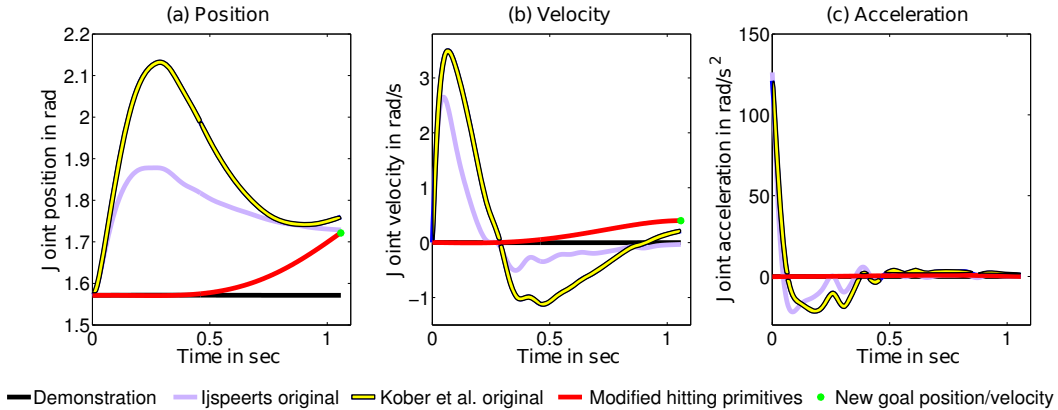 (a) Position
(b) Velocity
(c) Acceleration
2.2
2.1
2
1.9
1.8
1.7
1.6
1.5
0
0.5
1
Joint position in rad
Time in sec
3
2
1
0
−1
0
0.5
1
Joint velocity in rad/s
Time in sec
150
100
50
0
0
0.5
1
Joint acceleration in rad/s²
Time in sec
Demonstration
Ijspeerts original
Kober et al. original
Modified hitting primitives
New goal position/velocity